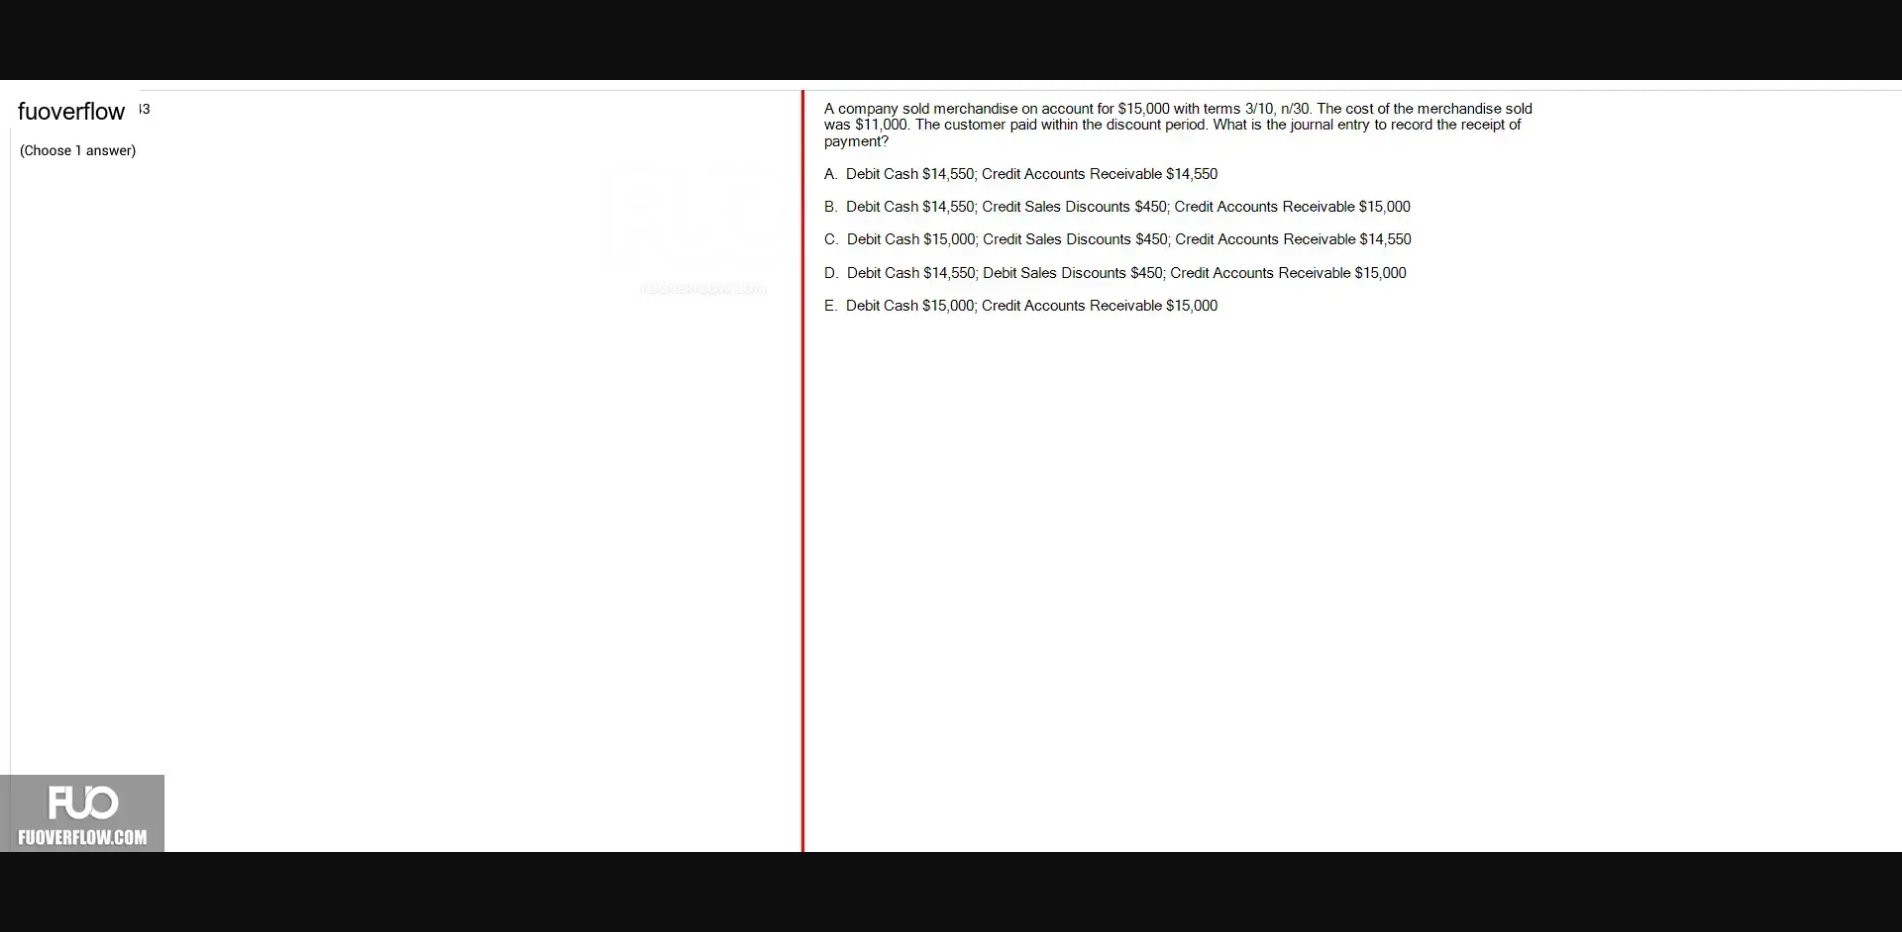 fuoverflow 43
(Choose 1 answer)
A company sold merchandise on account for $15,000 with terms 3/10, n/30. The cost of the merchandise sold
was $11,000. The customer paid within the discount period. What is the journal entry to record the receipt of
payment?
A. Debit Cash $14,550; Credit Accounts Receivable $14,550
B. Debit Cash $14,550; Credit Sales Discounts $450; Credit Accounts Receivable $15,000
C. Debit Cash $15,000; Credit Sales Discounts $450; Credit Accounts Receivable $14,550
D. Debit Cash $14,550; Debit Sales Discounts $450; Credit Accounts Receivable $15,000
E. Debit Cash $15,000; Credit Accounts Receivable $15,000
FUO
FUOVERFLOW.COM
FUO
FUOVERFLOW.COM